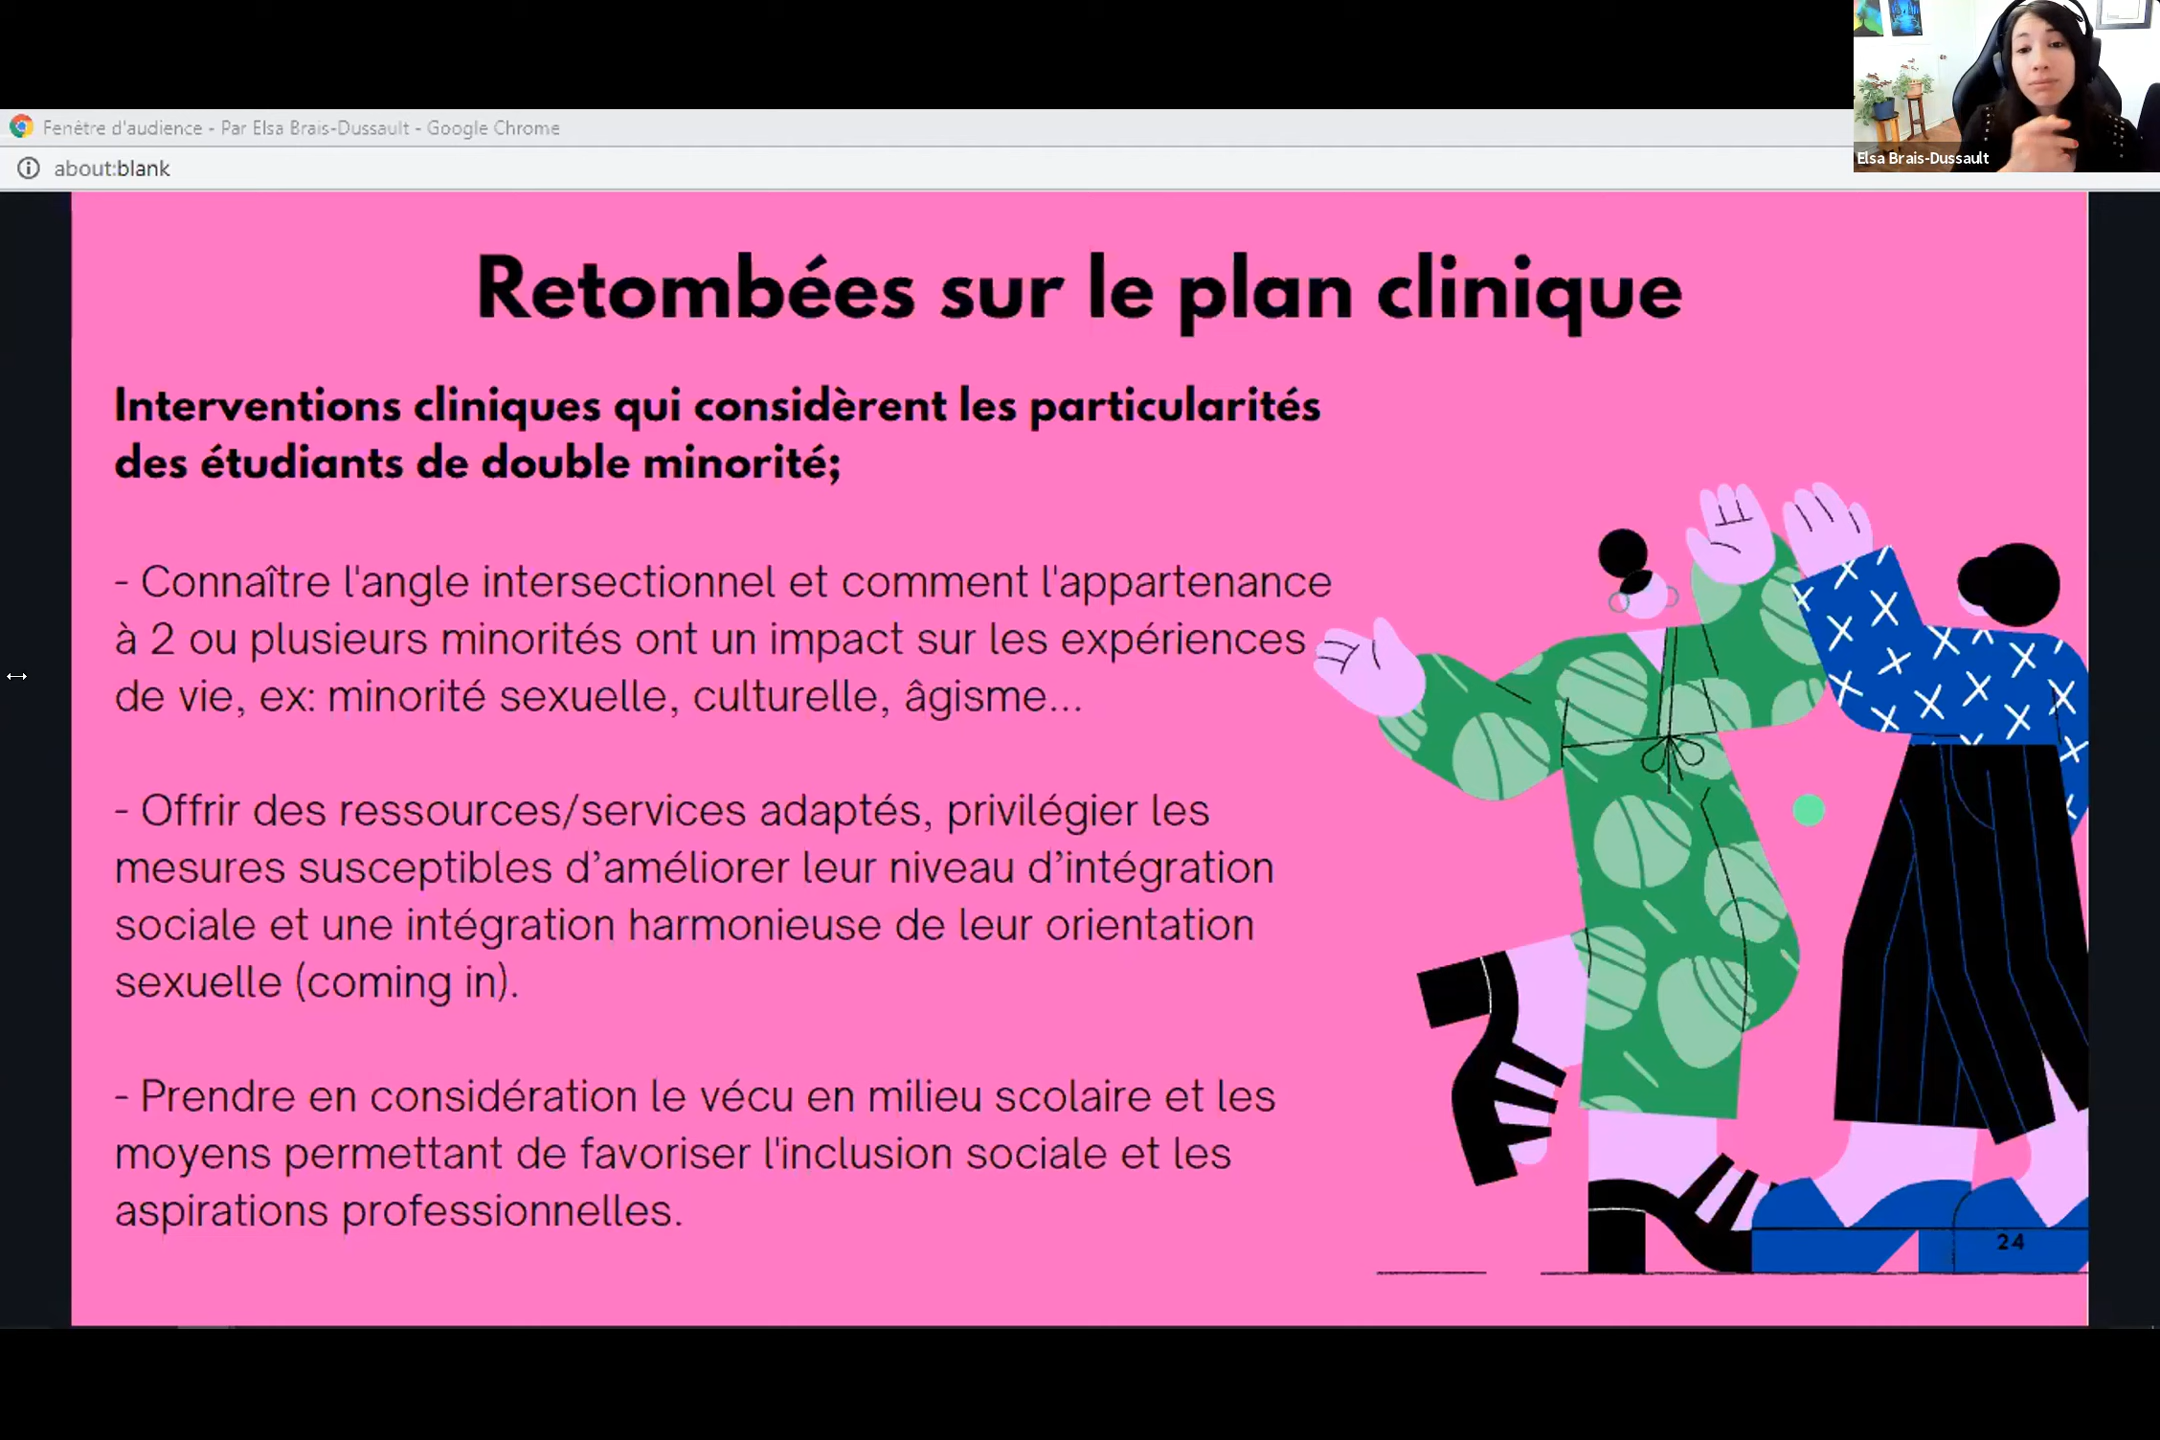 Fenêtre d'audience - Par Elsa Brais-Dussault - Google Chrome
about:blank
Elsa Brais-Dussault
Retombées sur le plan clinique
Interventions cliniques qui considèrent les particularités
des étudiants de double minorité;
- Connaître l'angle intersectionnel et comment l'appartenance
à 2 ou plusieurs minorités ont un impact sur les expériences
de vie, ex: minorité sexuelle, culturelle, âgisme...
- Offrir des ressources/services adaptés, privilégier les
mesures susceptibles d’améliorer leur niveau d’intégration
sociale et une intégration harmonieuse de leur orientation
sexuelle (coming in).
- Prendre en considération le vécu en milieu scolaire et les
moyens permettant de favoriser l'inclusion sociale et les
aspirations professionnelles.
24